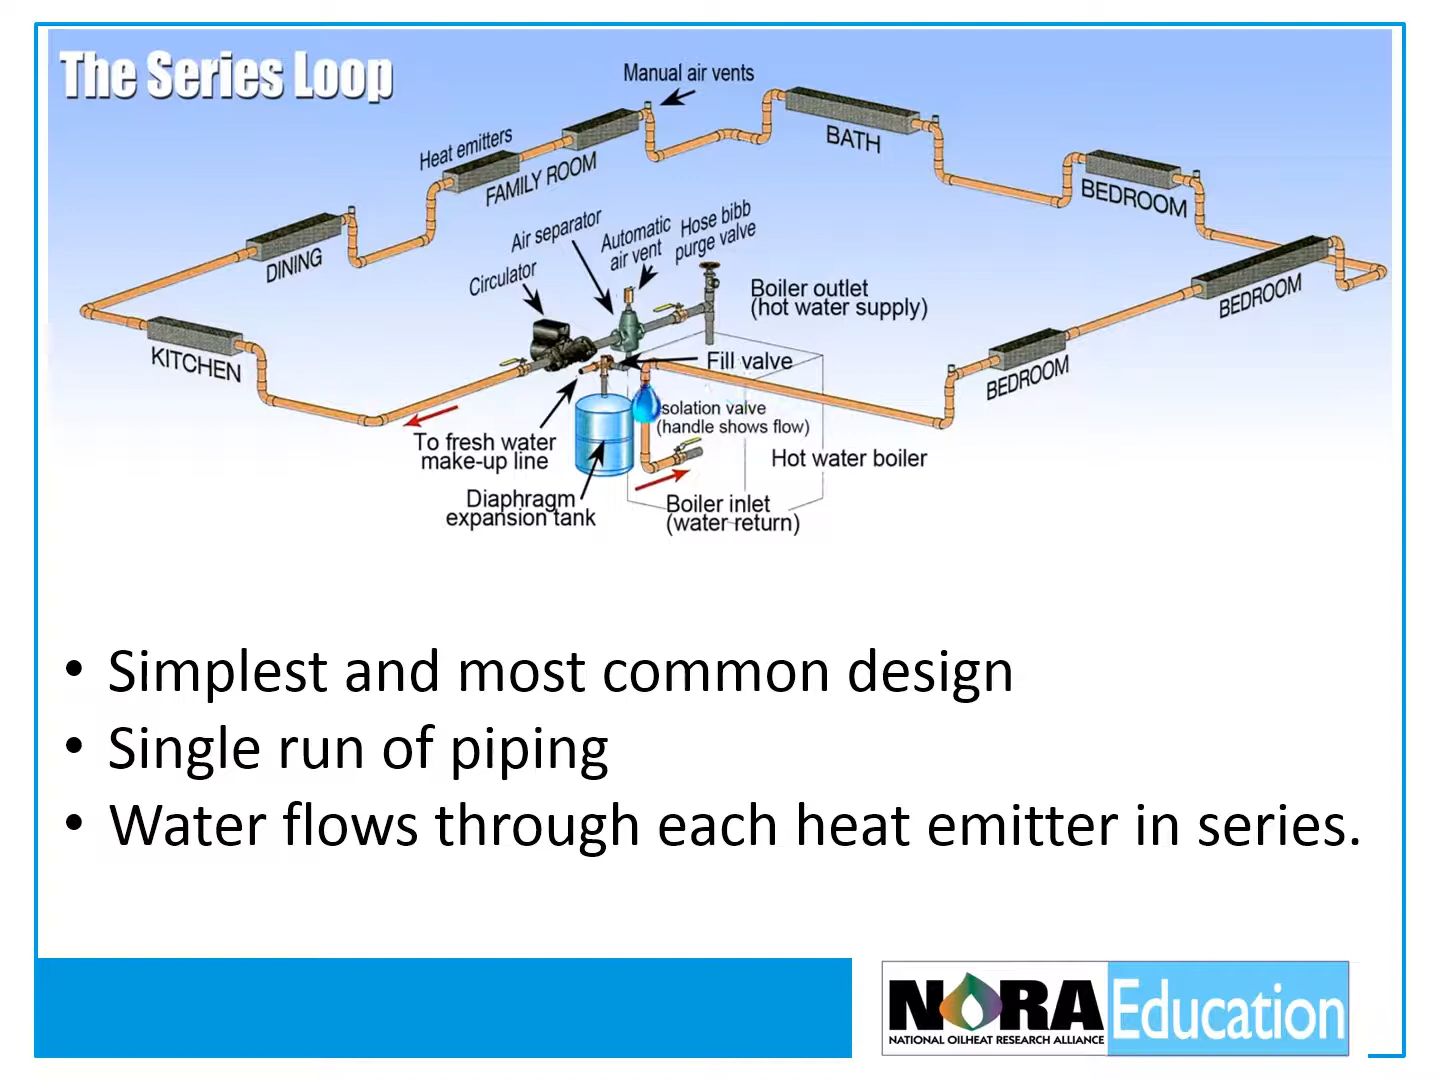 The Series Loop
Manual air vents
Heat emitters
BATH
FAMILY ROOM
BEDROOM
DINING
Air separator
Automatic
air vent
Hose bibb
purge valve
Circulator
Boiler outlet
(hot water supply)
BEDROOM
KITCHEN
Fill valve
BEDROOM
solation valve
(handle shows flow)
To fresh water
make-up line
Hot water boiler
Diaphragm
expansion tank
Boiler inlet
(water return)
• Simplest and most common design
• Single run of piping
• Water flows through each heat emitter in series.
NORA Education
NATIONAL OILHEAT RESEARCH ALLIANCE